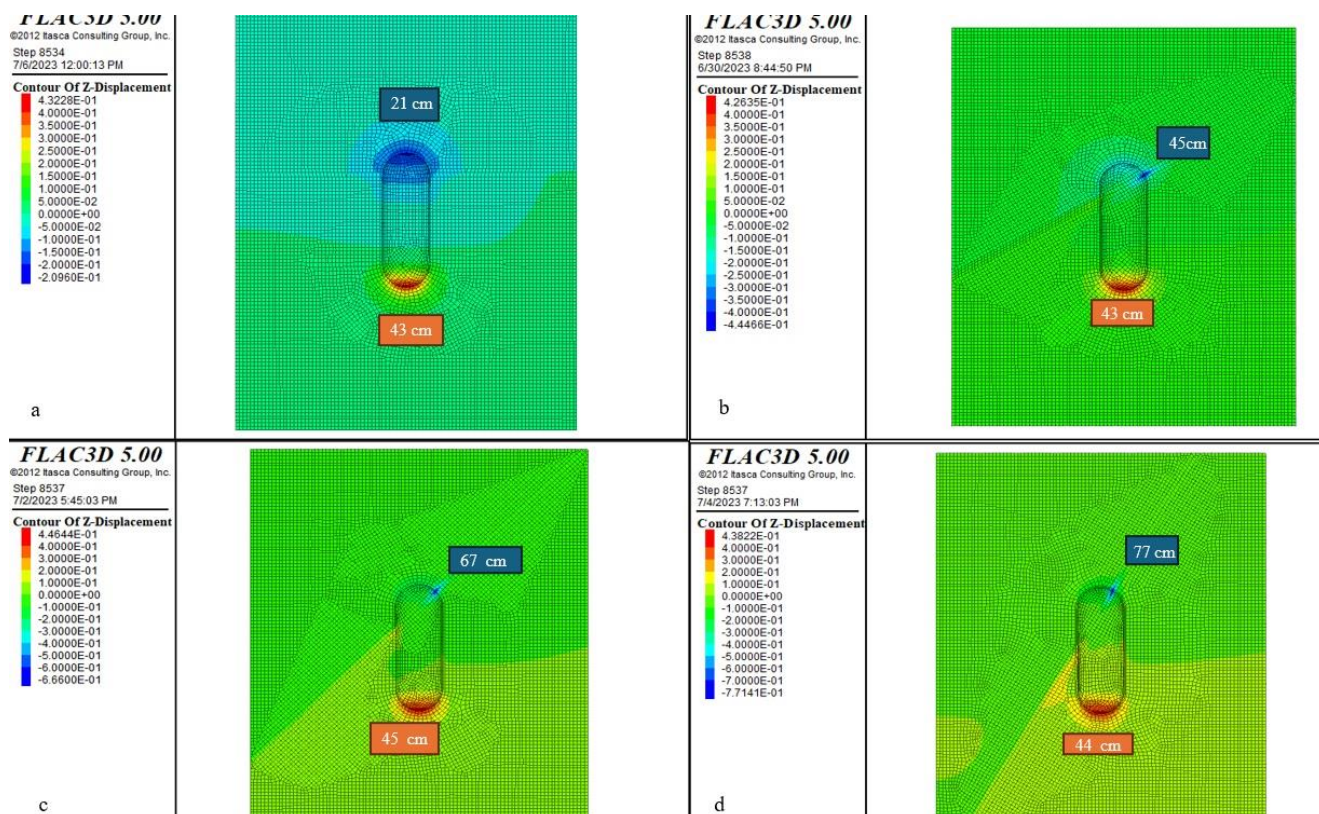 FLAC3D 5.00
©2012 Itasca Consulting Group, Inc.
Step 8534
7/6/2023 12:00:13 PM
Contour Of Z-Displacement
4.3228E-01
4.0000E-01
3.5000E-01
3.0000E-01
2.5000E-01
2.0000E-01
1.5000E-01
1.0000E-01
5.0000E-02
0.0000E+00
-5.0000E-02
-1.0000E-01
-1.5000E-01
-2.0000E-01
-2.0960E-01
21 cm
43 cm
a
FLAC3D 5.00
©2012 Itasca Consulting Group, Inc.
Step 8538
6/30/2023 8:44:50 PM
Contour Of Z-Displacement
4.2635E-01
4.0000E-01
3.5000E-01
3.0000E-01
2.5000E-01
2.0000E-01
1.5000E-01
1.0000E-01
5.0000E-02
0.0000E+00
-5.0000E-02
-1.0000E-01
-1.5000E-01
-2.0000E-01
-2.5000E-01
-3.0000E-01
-3.5000E-01
-4.0000E-01
-4.4466E-01
45cm
43 cm
b
FLAC3D 5.00
©2012 Itasca Consulting Group, Inc.
Step 8537
7/2/2023 5:45:03 PM
Contour Of Z-Displacement
4.4644E-01
4.0000E-01
3.0000E-01
2.0000E-01
1.0000E-01
0.0000E+00
-1.0000E-01
-2.0000E-01
-3.0000E-01
-4.0000E-01
-5.0000E-01
-6.0000E-01
-6.6600E-01
67 cm
45 cm
c
FLAC3D 5.00
©2012 Itasca Consulting Group, Inc.
Step 8537
7/4/2023 7:13:03 PM
Contour Of Z-Displacement
4.3822E-01
4.0000E-01
3.0000E-01
2.0000E-01
1.0000E-01
0.0000E+00
-1.0000E-01
-2.0000E-01
-3.0000E-01
-4.0000E-01
-5.0000E-01
-6.0000E-01
-7.0000E-01
-7.7141E-01
77 cm
44 cm
d